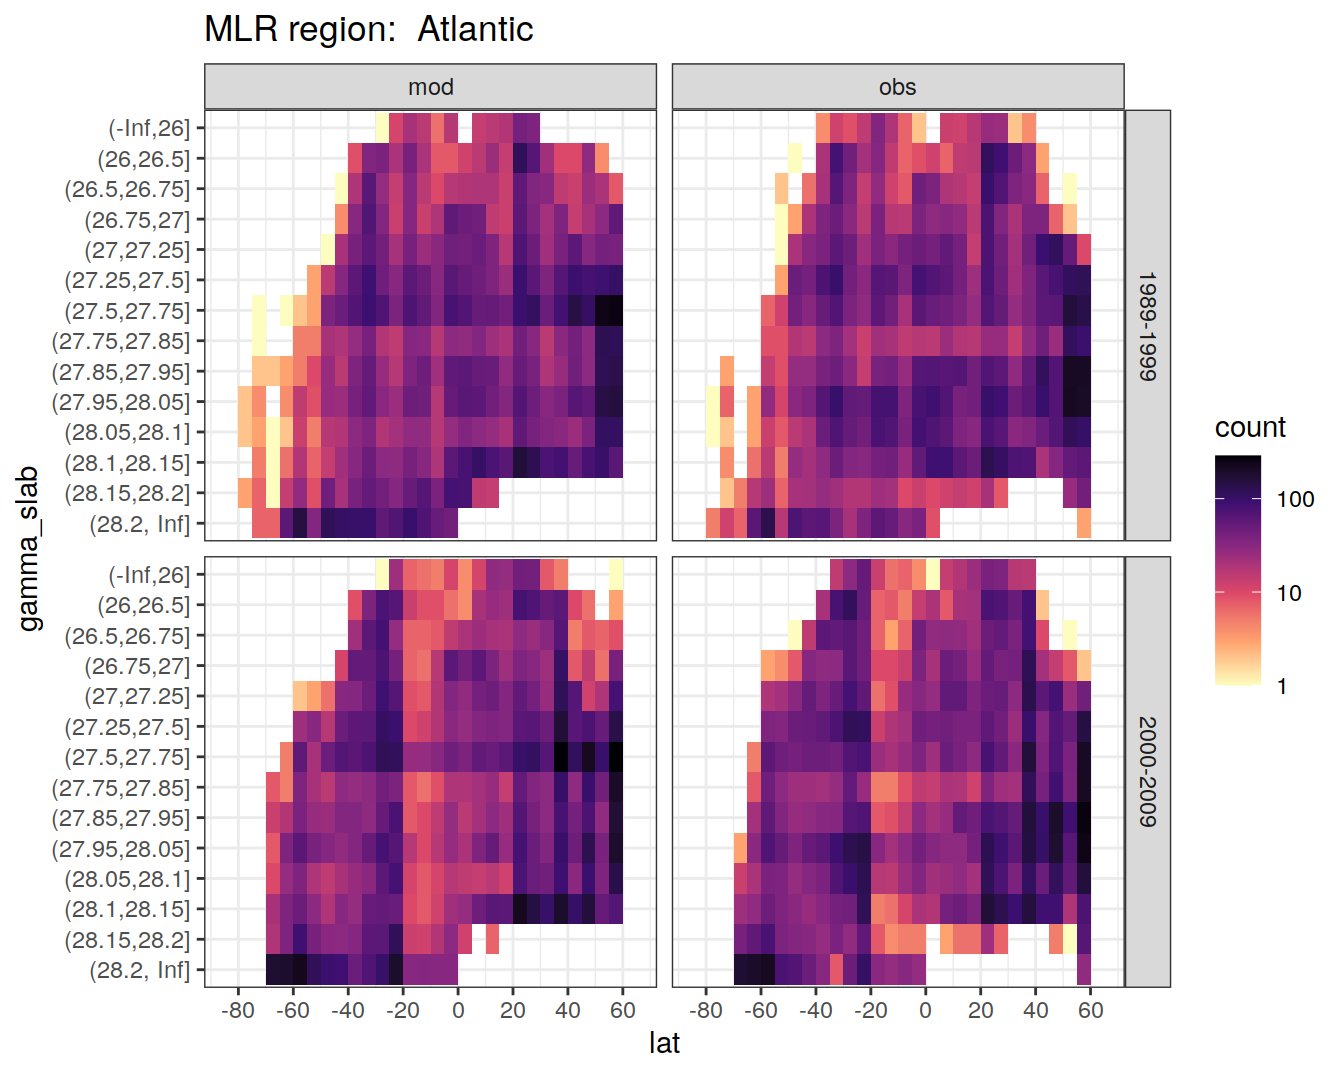 MLR region:  Atlantic
mod
obs
(-Inf,26]
(26,26.5]
(26.5,26.75]
(26.75,27]
(27,27.25]
(27.25,27.5]
(27.5,27.75]
(27.75,27.85]
(27.85,27.95]
(27.95,28.05]
(28.05,28.1]
(28.1,28.15]
(28.15,28.2]
(28.2, Inf]
1989-1999
(-Inf,26]
(26,26.5]
(26.5,26.75]
(26.75,27]
(27,27.25]
(27.25,27.5]
(27.5,27.75]
(27.75,27.85]
(27.85,27.95]
(27.95,28.05]
(28.05,28.1]
(28.1,28.15]
(28.15,28.2]
(28.2, Inf]
2000-2009
gamma_slab
-80 -60 -40 -20 0 20 40 60
-80 -60 -40 -20 0 20 40 60
lat
count
100
10
1